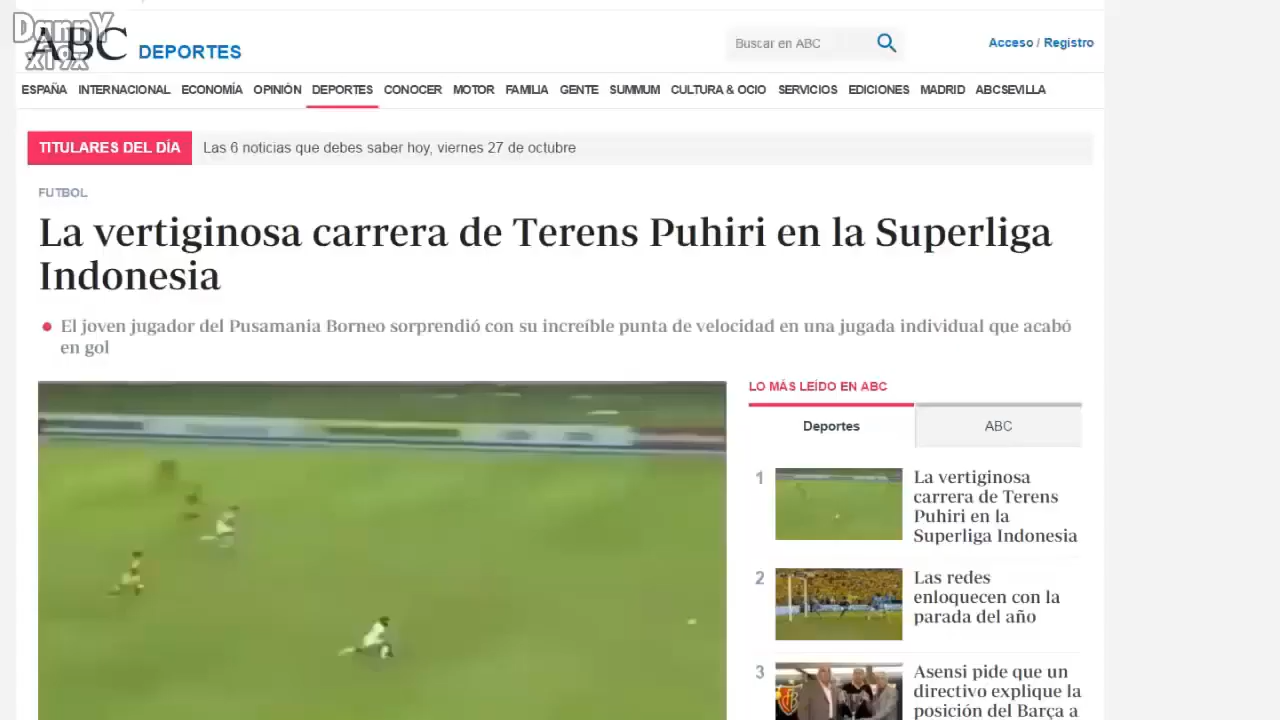 DannY
x19x
ABC DEPORTES
Buscar en ABC
Acceso / Registro
ESPAÑA INTERNACIONAL ECONOMÍA OPINIÓN DEPORTES CONOCER MOTOR FAMILIA GENTE SUMMUM CULTURA & OCIO SERVICIOS EDICIONES MADRID ABCSEVILLA
TITULARES DEL DÍA Las 6 noticias que debes saber hoy, viernes 27 de octubre
FUTBOL
La vertiginosa carrera de Terens Puhiri en la Superliga
Indonesia
El joven jugador del Pusamania Borneo sorprendió con su increíble punta de velocidad en una jugada individual que acabó
en gol
LO MÁS LEÍDO EN ABC
Deportes ABC
1 La vertiginosa
carrera de Terens
Puhiri en la
Superliga Indonesia
2 Las redes
enloquecen con la
parada del año
3 Asensi pide que un
directivo explique la
posición del Barça a